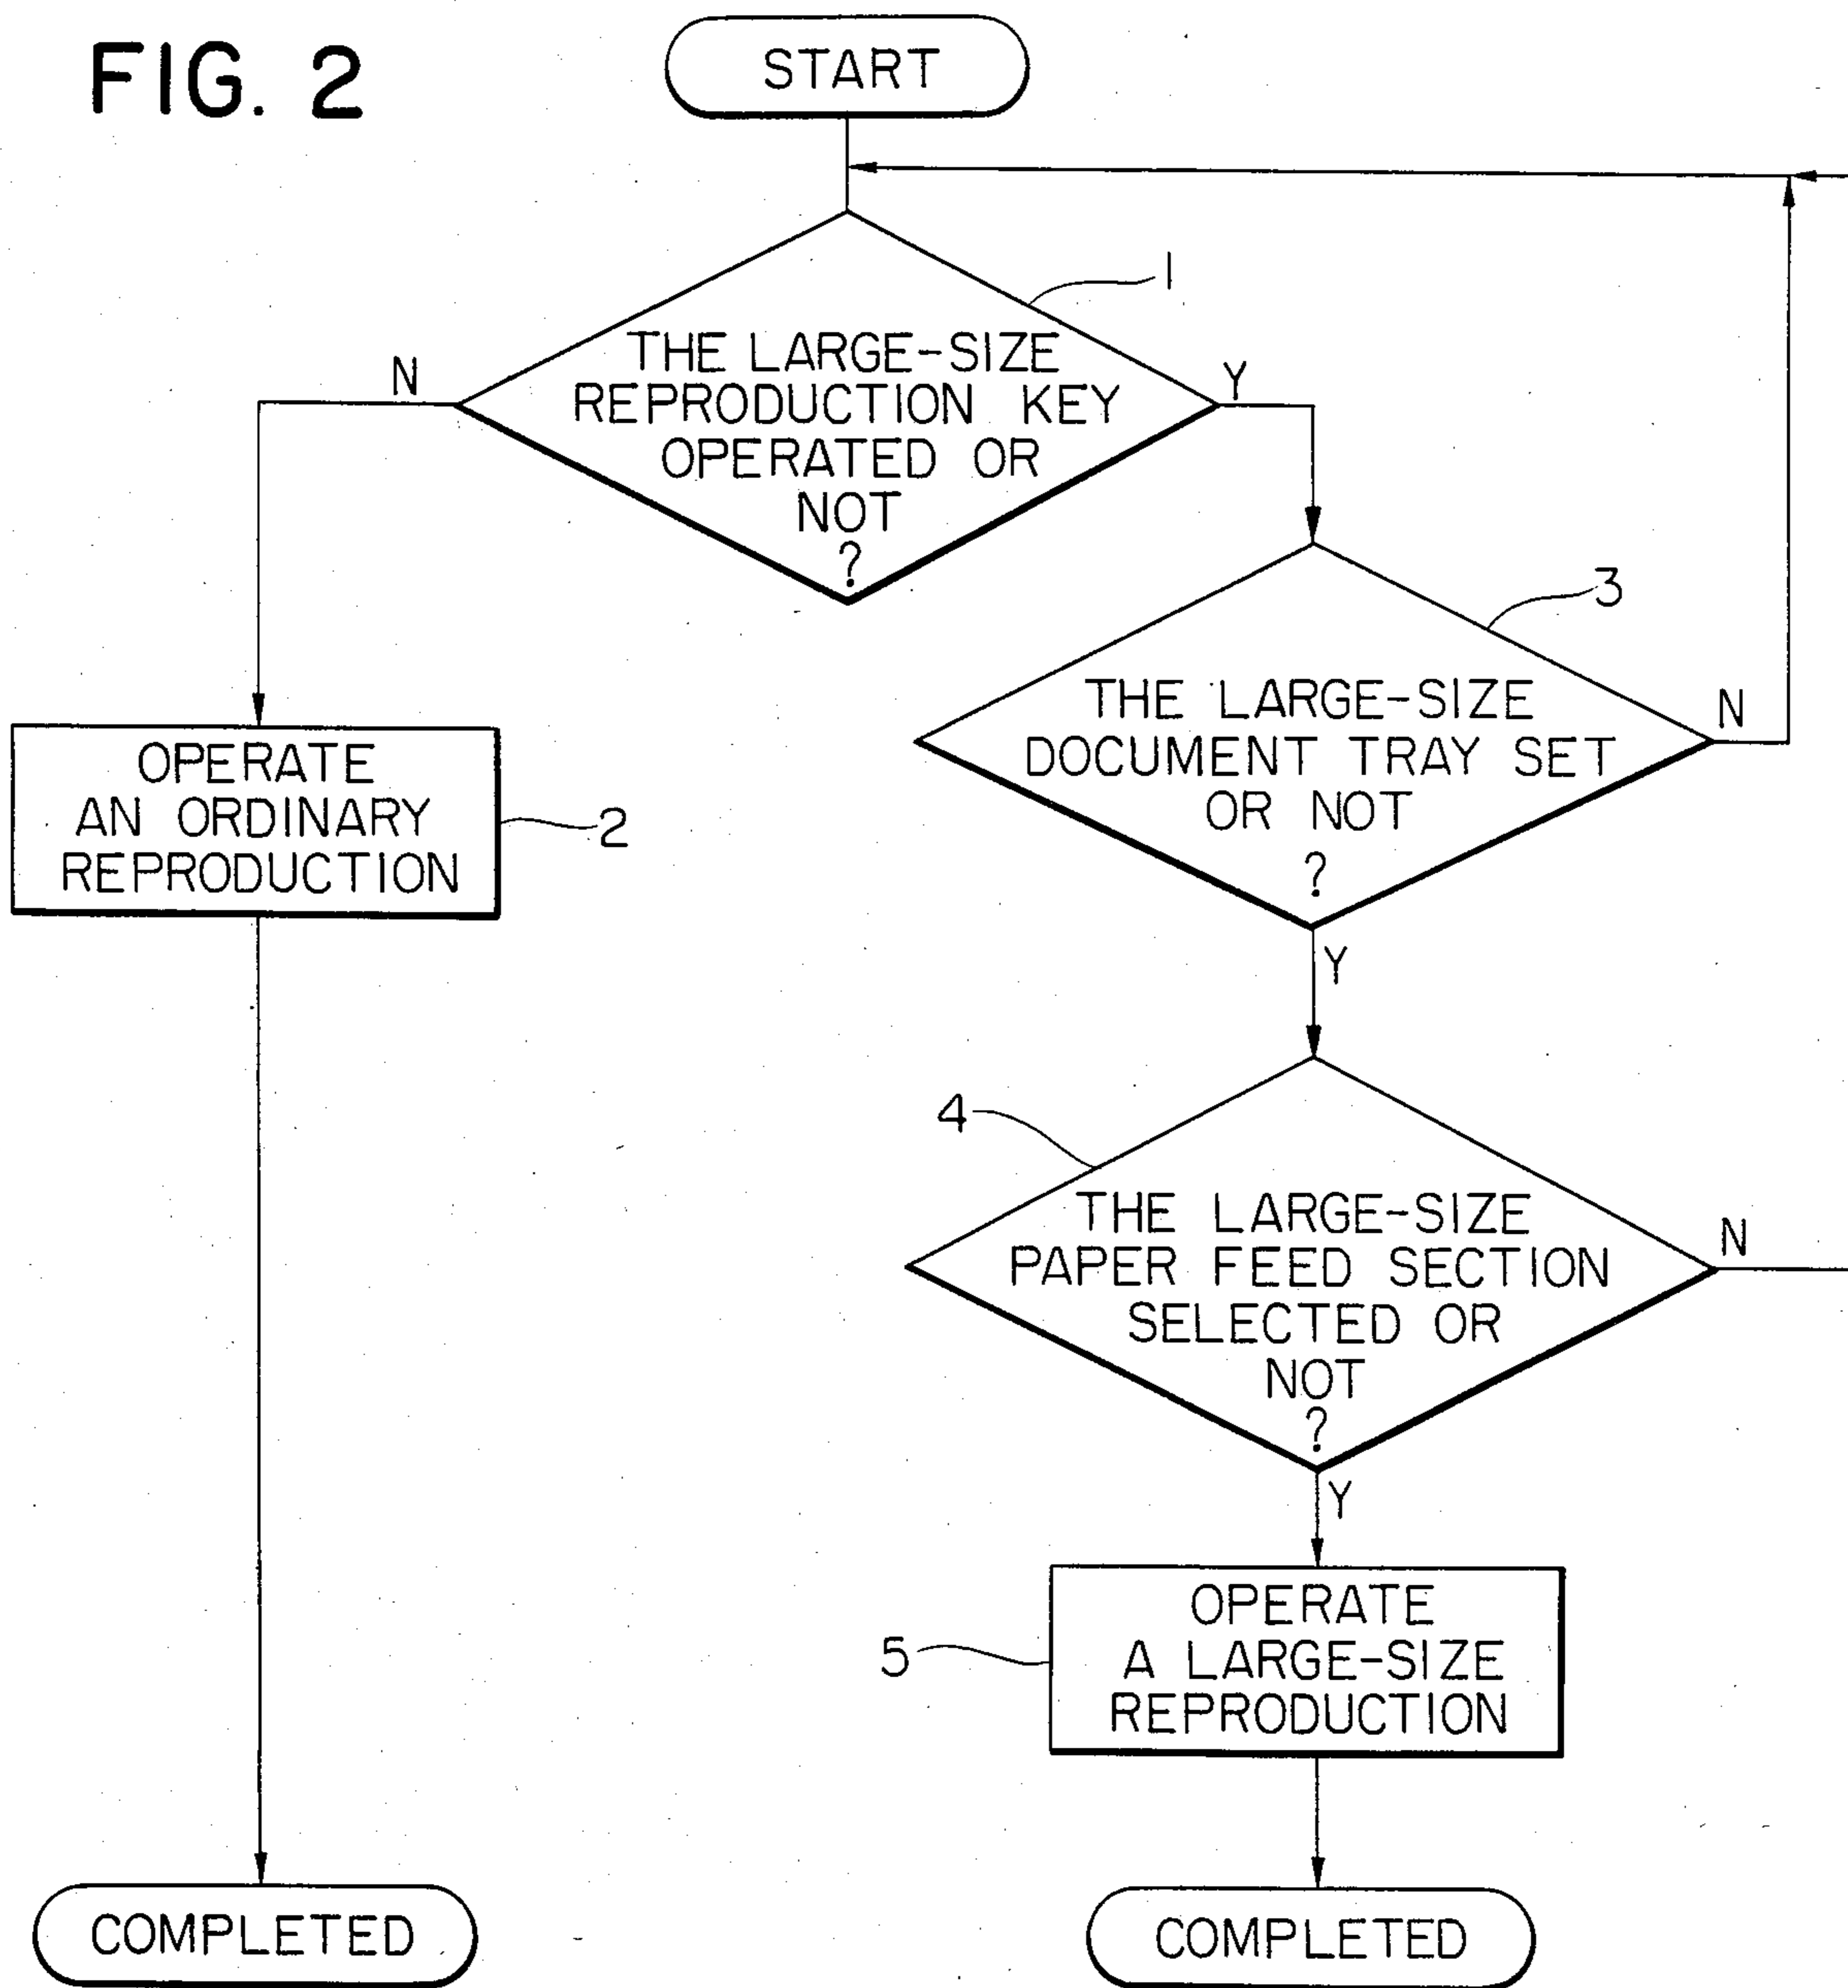 FIG. 2
START
1
THE LARGE-SIZE
REPRODUCTION KEY
OPERATED OR
NOT
?
N
Y
3
THE LARGE-SIZE
DOCUMENT TRAY SET
OR NOT
?
N
Y
OPERATE
AN ORDINARY
REPRODUCTION
2
4
THE LARGE-SIZE
PAPER FEED SECTION
SELECTED OR
NOT
?
N
Y
OPERATE
A LARGE-SIZE
REPRODUCTION
5
COMPLETED
COMPLETED